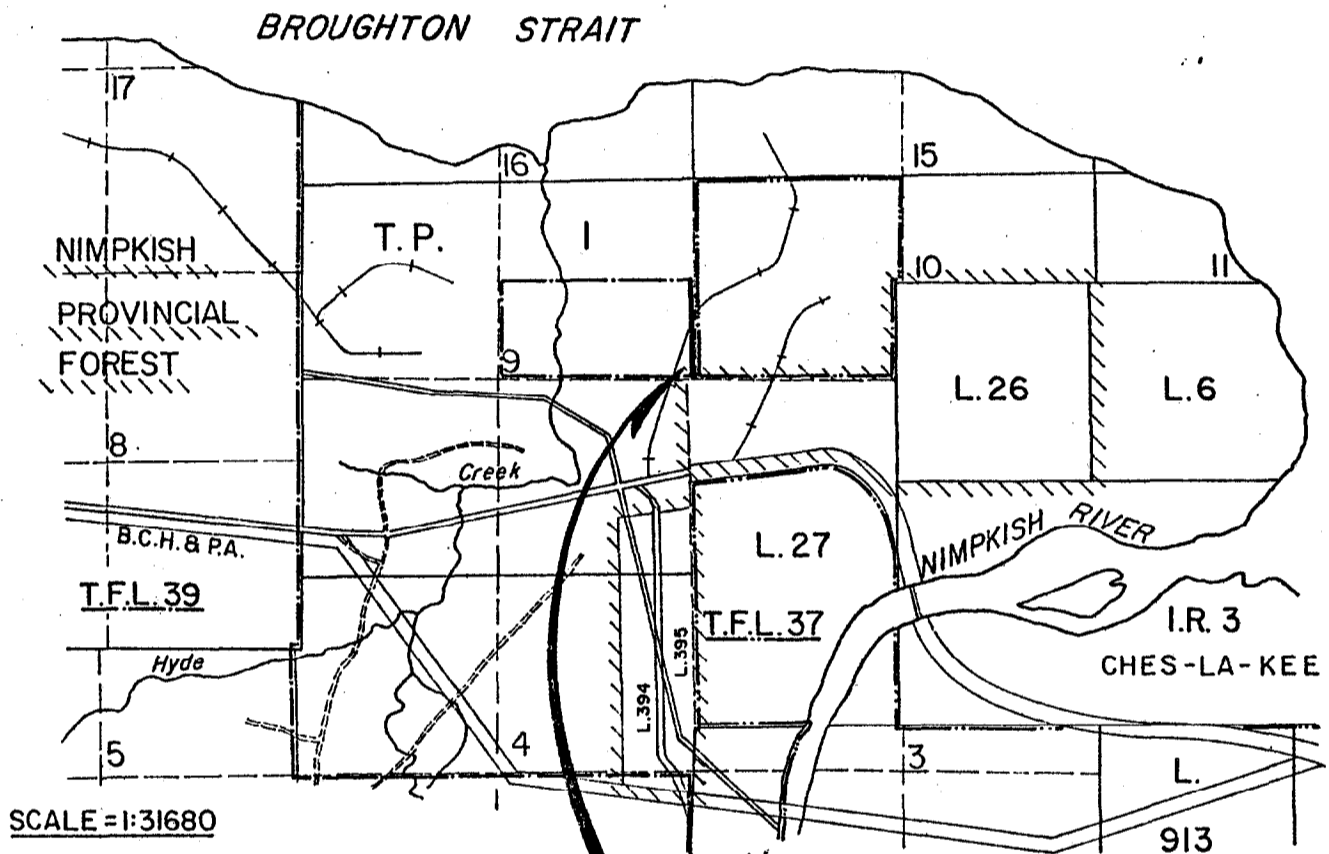 BROUGHTON STRAIT
17
16
15
T. P.
1
NIMPKISH
10
11
PROVINCIAL
FOREST
9
L.26
L.6
8
Creek
B.C.H. & P.A.
L.27
NIMPKISH RIVER
T.F.L. 39
T.F.L.37
I.R. 3
Hyde
L.394
L.395
CHES-LA-KEE
5
4
3
L.
913
SCALE = 1:31680